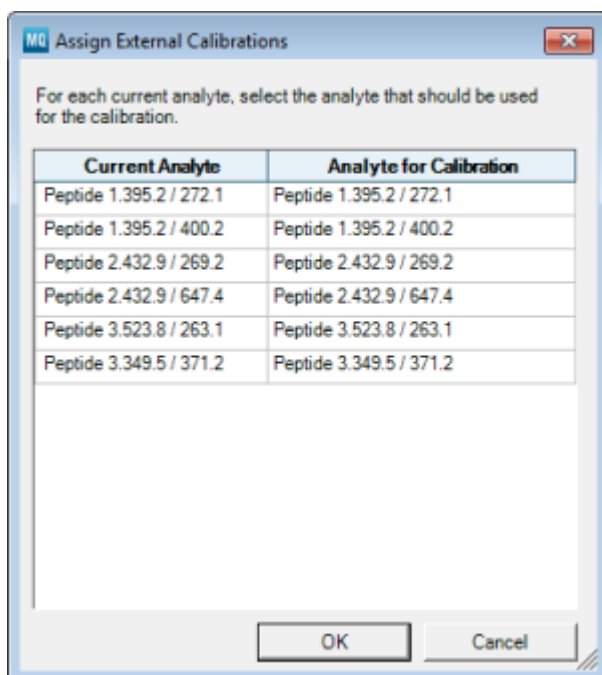 MQ Assign External Calibrations
For each current analyte, select the analyte that should be used
for the calibration.
Current Analyte Analyte for Calibration
Peptide 1.395.2 / 272.1 Peptide 1.395.2 / 272.1
Peptide 1.395.2 / 400.2 Peptide 1.395.2 / 400.2
Peptide 2.432.9 / 269.2 Peptide 2.432.9 / 269.2
Peptide 2.432.9 / 647.4 Peptide 2.432.9 / 647.4
Peptide 3.523.8 / 263.1 Peptide 3.523.8 / 263.1
Peptide 3.349.5 / 371.2 Peptide 3.349.5 / 371.2
OK Cancel